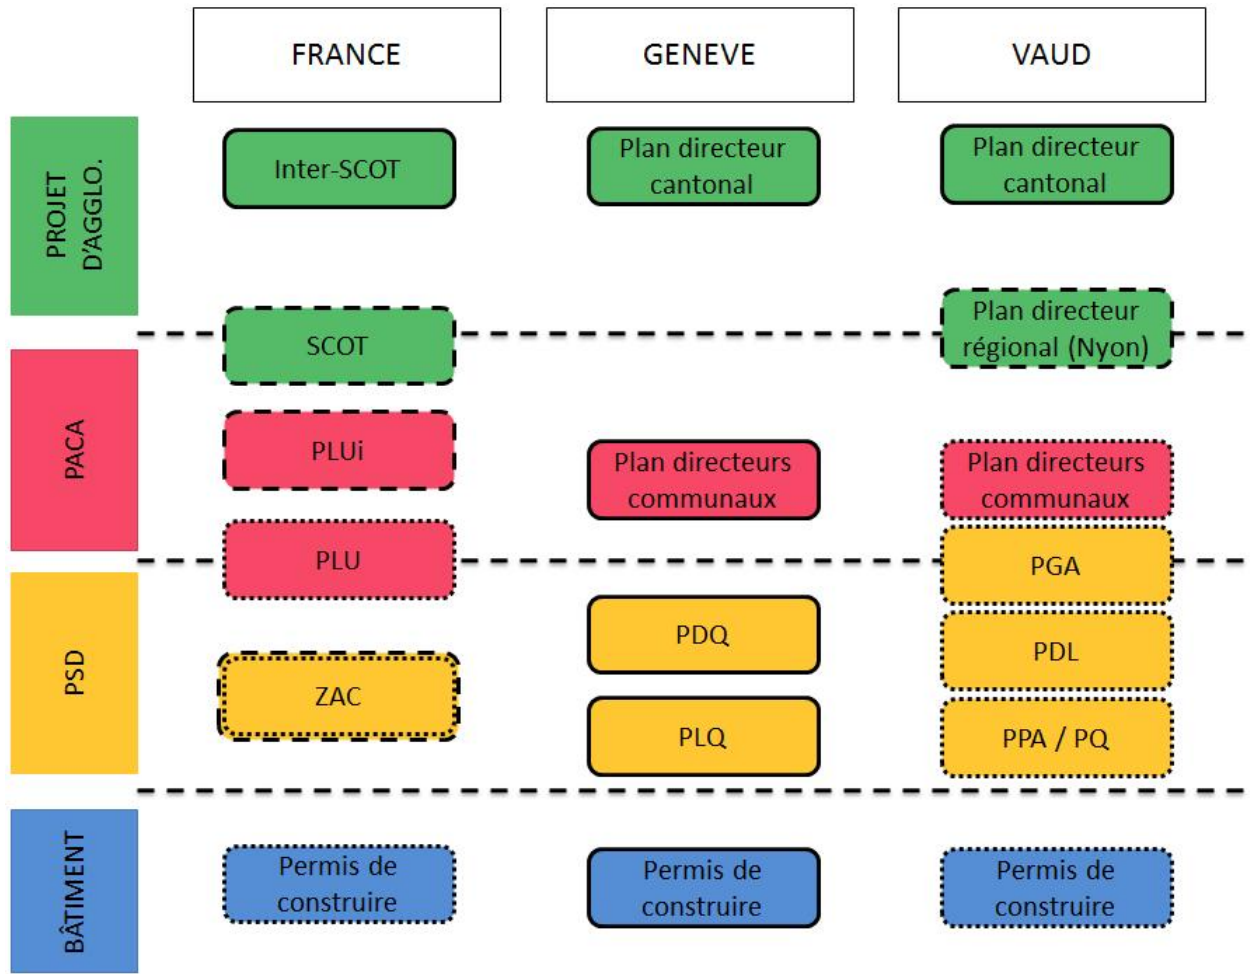 FRANCE
GENEVE
VAUD
PROJET
D'AGGLO.
Inter-SCOT
Plan directeur
cantonal
Plan directeur
cantonal
SCOT
Plan directeur
régional (Nyon)
PACA
PLUi
Plan directeurs
communaux
Plan directeurs
communaux
PLU
PGA
PSD
PDQ
PDL
ZAC
PLQ
PPA / PQ
BÂTIMENT
Permis de
construire
Permis de
construire
Permis de
construire